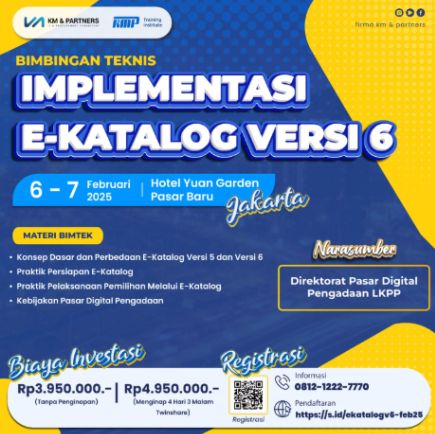 KM & PARTNERS
KMP Training
Institute
firma.km & partners
BIMBINGAN TEKNIS
IMPLEMENTASI
E-KATALOG VERSI 6
6 - 7 Februari
2025
Hotel Yuan Garden
Pasar Baru
Jakarta
MATERI BIMTEK
• Konsep Dasar dan Perbedaan E-Katalog Versi 5 dan Versi 6
• Praktik Persiapan E-Katalog
• Praktik Pelaksanaan Pemilihan Melalui E-Katalog
• Kebijakan Pasar Digital Pengadaan
Narasumber
Direktorat Pasar Digital
Pengadaan LKPP
Biaya Investasi
Rp3.950.000.-
(Tanpa Penginapan)
Rp4.950.000.-
(Menginap 4 Hari 3 Malam
Twinshare)
Registrasi
Registrasi
Informasi
0812-1222-7770
Pendaftaran
https://s.id/ekatalogv6-feb25